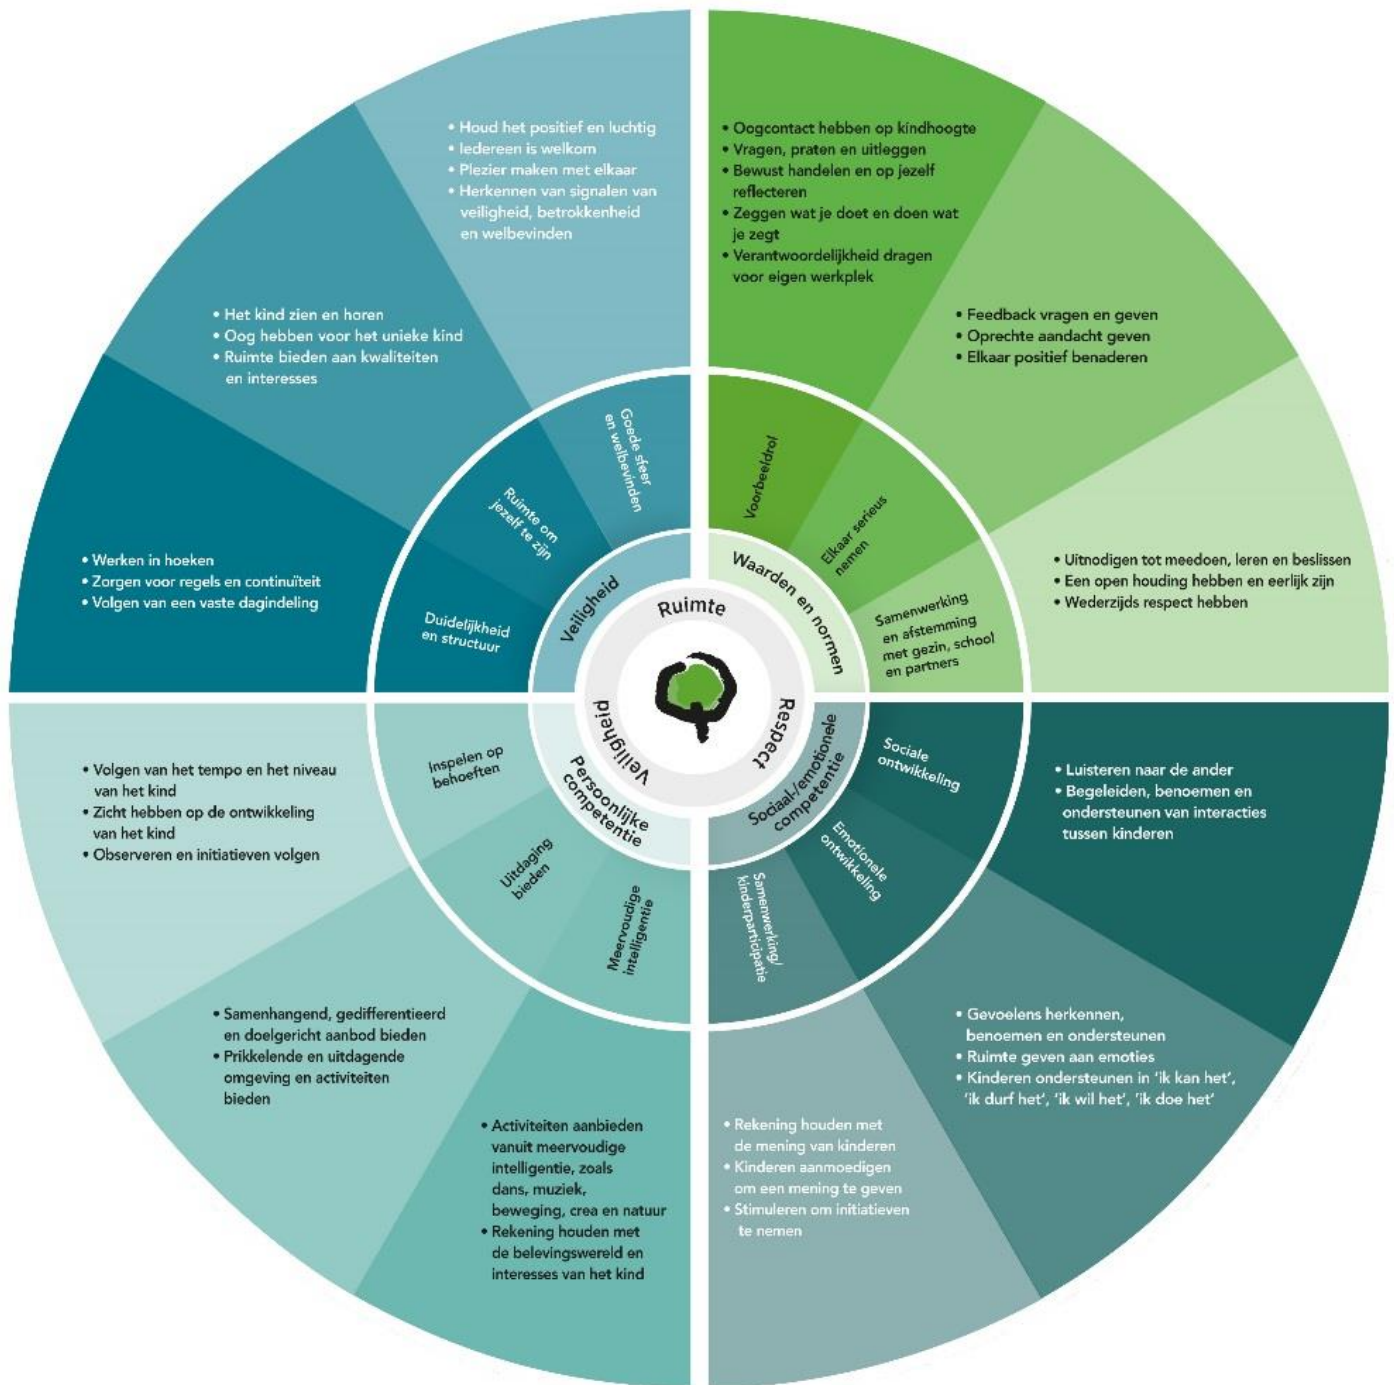 • Houd het positief en luchtig
• Iedereen is welkom
• Plezier maken met elkaar
• Herkennen van signalen van
veiligheid, betrokkenheid
en welbevinden
• Oogcontact hebben op kindhoogte
• Vragen, praten en uitleggen
• Bewust handelen en op jezelf
reflecteren
• Zeggen wat je doet en doen wat
je zegt
• Verantwoordelijkheid dragen
voor eigen werkplek
• Het kind zien en horen
• Oog hebben voor het unieke kind
• Ruimte bieden aan kwaliteiten
en interesses
• Feedback vragen en geven
• Oprechte aandacht geven
• Elkaar positief benaderen
• Werken in hoeken
• Zorgen voor regels en continuïteit
• Volgen van een vaste dagindeling
• Uitnodigen tot meedoen, leren en beslissen
• Een open houding hebben en eerlijk zijn
• Wederzijds respect hebben
Goede sfeer
en welbevinden
Ruimte om
jezelf te zijn
Duidelijkheid
en structuur
Voorbeeldrol
Elkaar serieus
nemen
Samenwerking
en afstemming
met gezin, school
en partners
Veiligheid
Waarden en normen
Ruimte
Respect
Veiligheid
Persoonlijke
competentie
Sociaal-/emotionele
competentie
Inspelen op
behoeften
Uitdaging
bieden
Meervoudige
intelligentie
Sociale
ontwikkeling
Emotionele
ontwikkeling
Samenwerking/
kinderparticipatie
• Volgen van het tempo en het niveau
van het kind
• Zicht hebben op de ontwikkeling
van het kind
• Observeren en initiatieven volgen
• Luisteren naar de ander
• Begeleiden, benoemen en
ondersteunen van interacties
tussen kinderen
• Samenhangend, gedifferentieerd
en doelgericht aanbod bieden
• Prikkelende en uitdagende
omgeving en activiteiten
bieden
• Gevoelens herkennen,
benoemen en ondersteunen
• Ruimte geven aan emoties
• Kinderen ondersteunen in ‘ik kan het’,
‘ik durf het’, ‘ik wil het’, ‘ik doe het’
• Activiteiten aanbieden
vanuit meervoudige
intelligentie, zoals
dans, muziek,
beweging, crea en natuur
• Rekening houden met
de belevingswereld en
interesses van het kind
• Rekening houden met
de mening van kinderen
• Kinderen aanmoedigen
om een mening te geven
• Stimuleren om initiatieven
te nemen